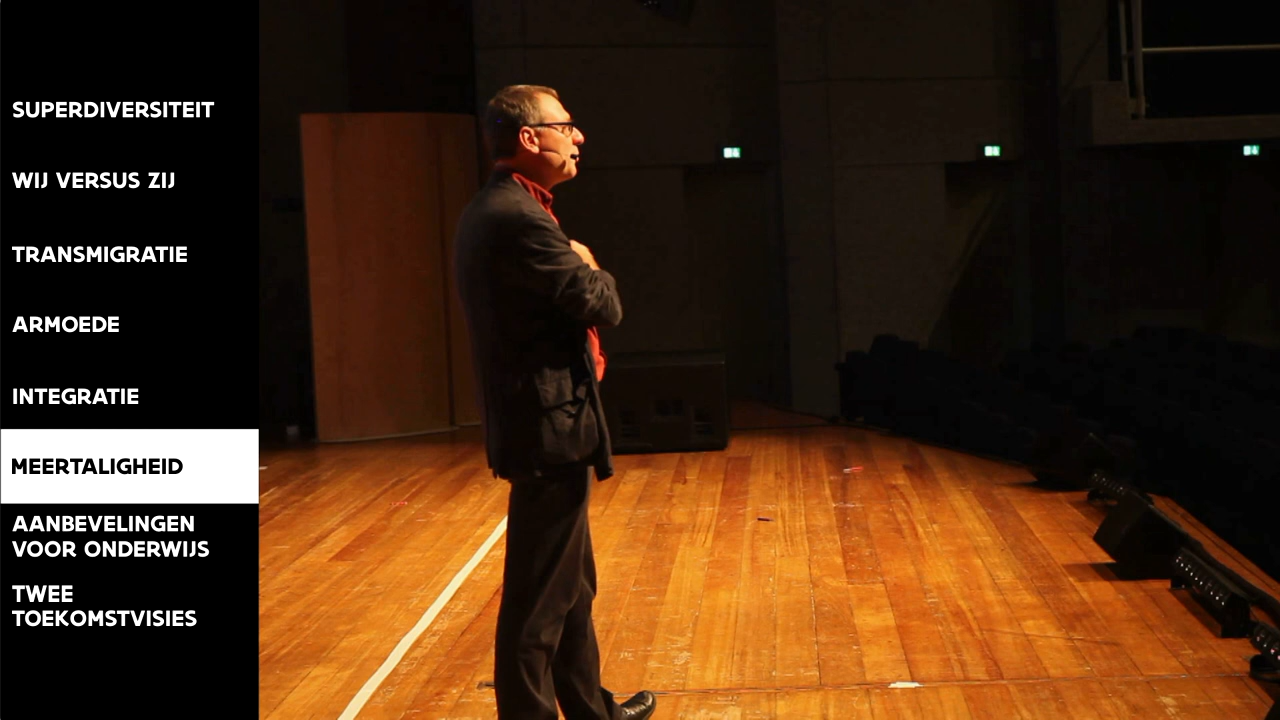 SUPERDIVERSITEIT
WIJ VERSUS ZIJ
TRANSMIGRATIE
ARMOEDE
INTEGRATIE
MEERTALIGHEID
AANBEVELINGEN
VOOR ONDERWIJS
TWEE
TOEKOMSTVISIES